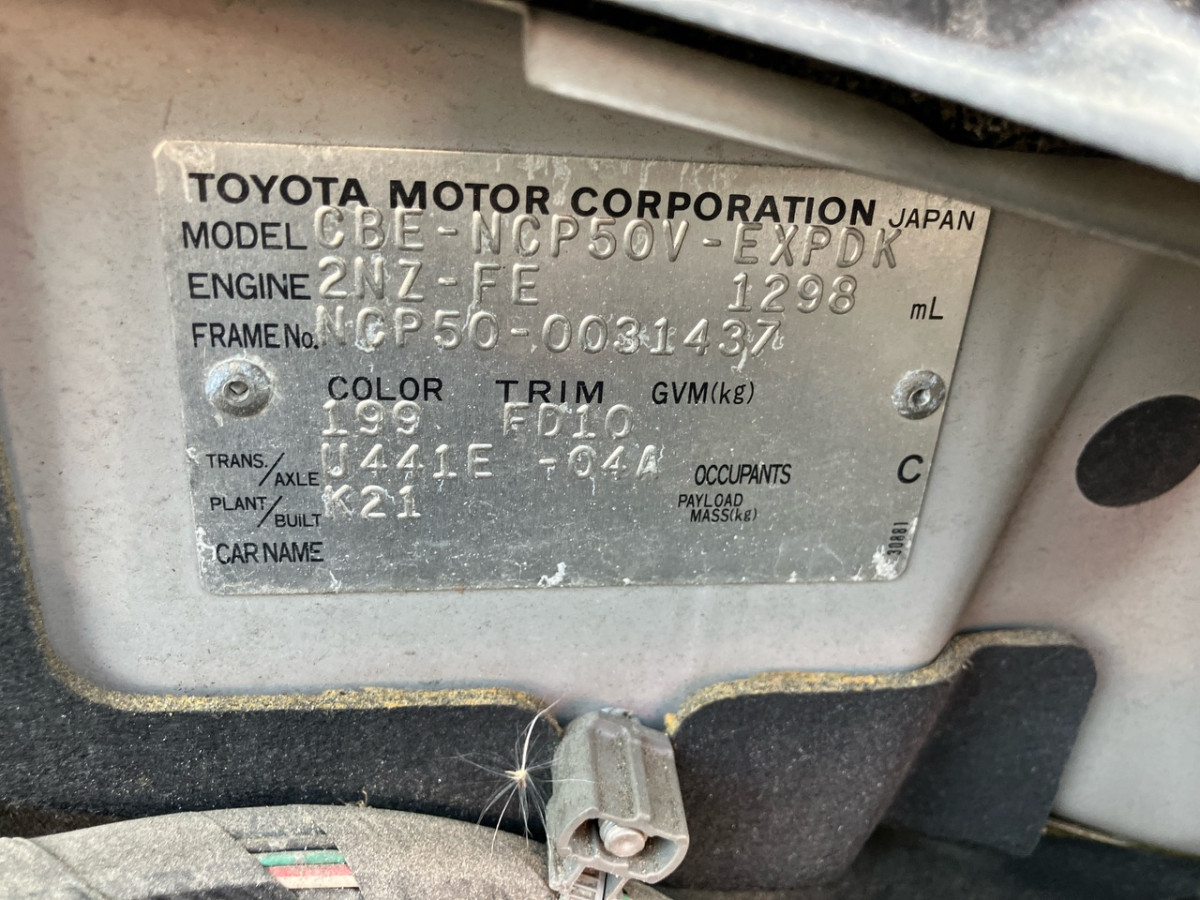 TOYOTA MOTOR CORPORATION JAPAN
MODEL CBE-NCP50V-EXPDK
ENGINE 2NZ-FE 1298 mL
FRAME No. NCP50-0031437
COLOR TRIM GVM(kg)
199 FD10
TRANS./AXLE U441E -04A OCCUPANTS C
PLANT/BUILT K21 PAYLOAD MASS(kg)
CAR NAME
30881